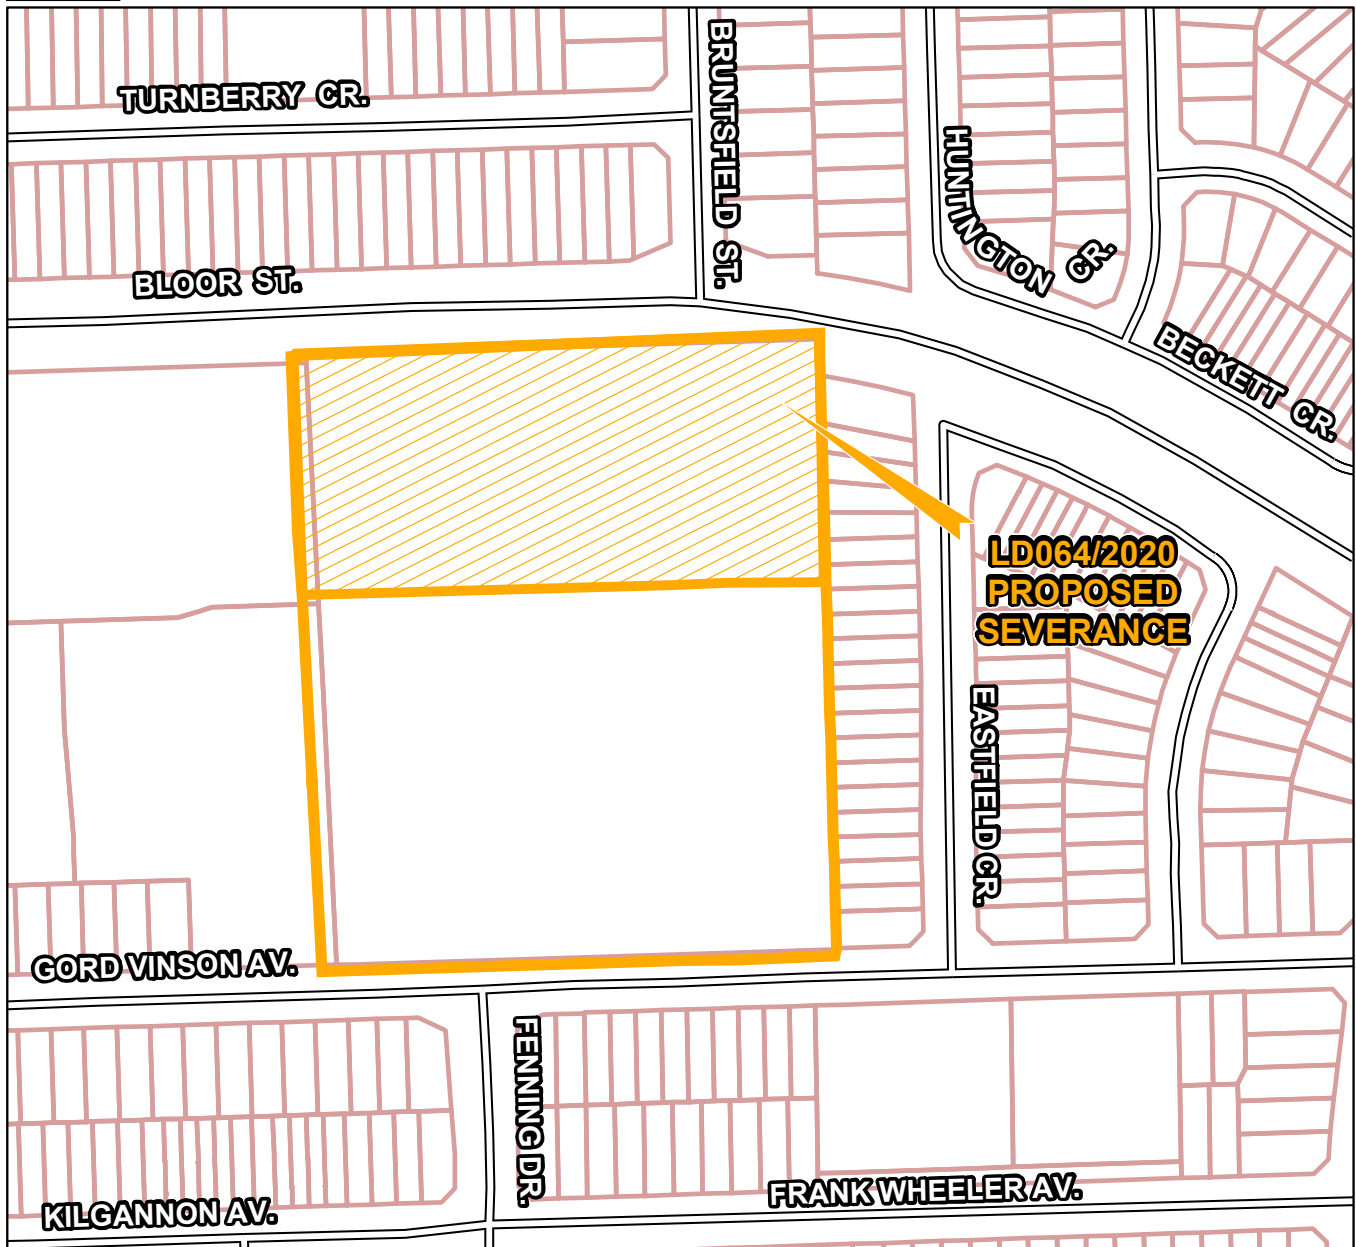 TURNBERRY CR.
BRUNTSFIELD ST.
HUNTINGTON CR.
BLOOR ST.
BECKETT CR.
LD064/2020
PROPOSED
SEVERANCE
EASTFIELD CR.
GORD VINSON AV.
FENNING DR.
FRANK WHEELER AV.
KILGANNON AV.